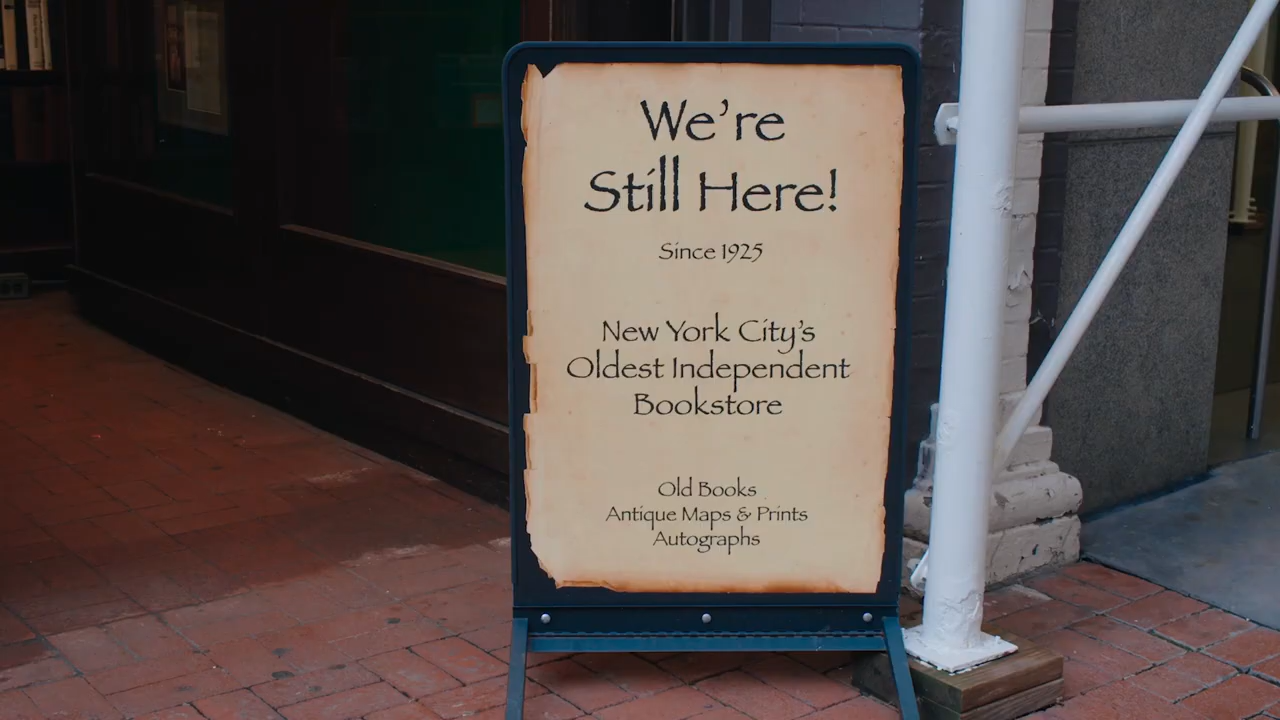 We're
Still Here!
Since 1925
New York City's
Oldest Independent
Bookstore
Old Books
Antique Maps & Prints
Autographs